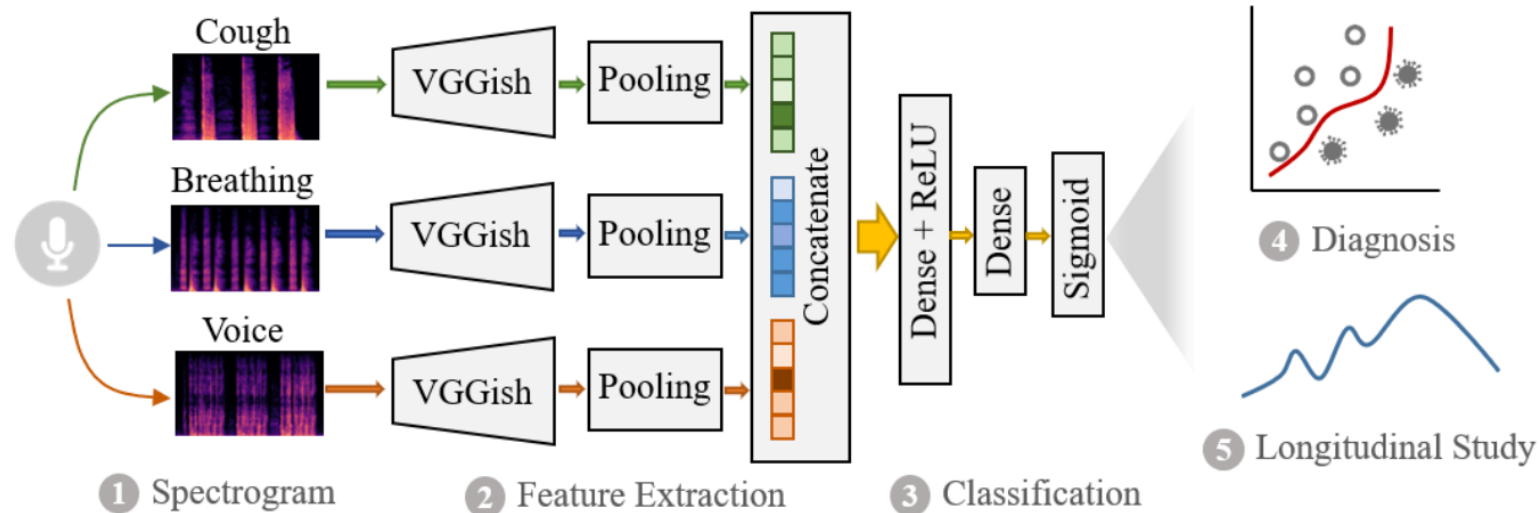 Cough
VGGish
Pooling
Breathing
VGGish
Pooling
Voice
VGGish
Pooling
Concatenate
Dense + ReLU
Dense
Sigmoid
1 Spectrogram
2 Feature Extraction
3 Classification
4 Diagnosis
5 Longitudinal Study